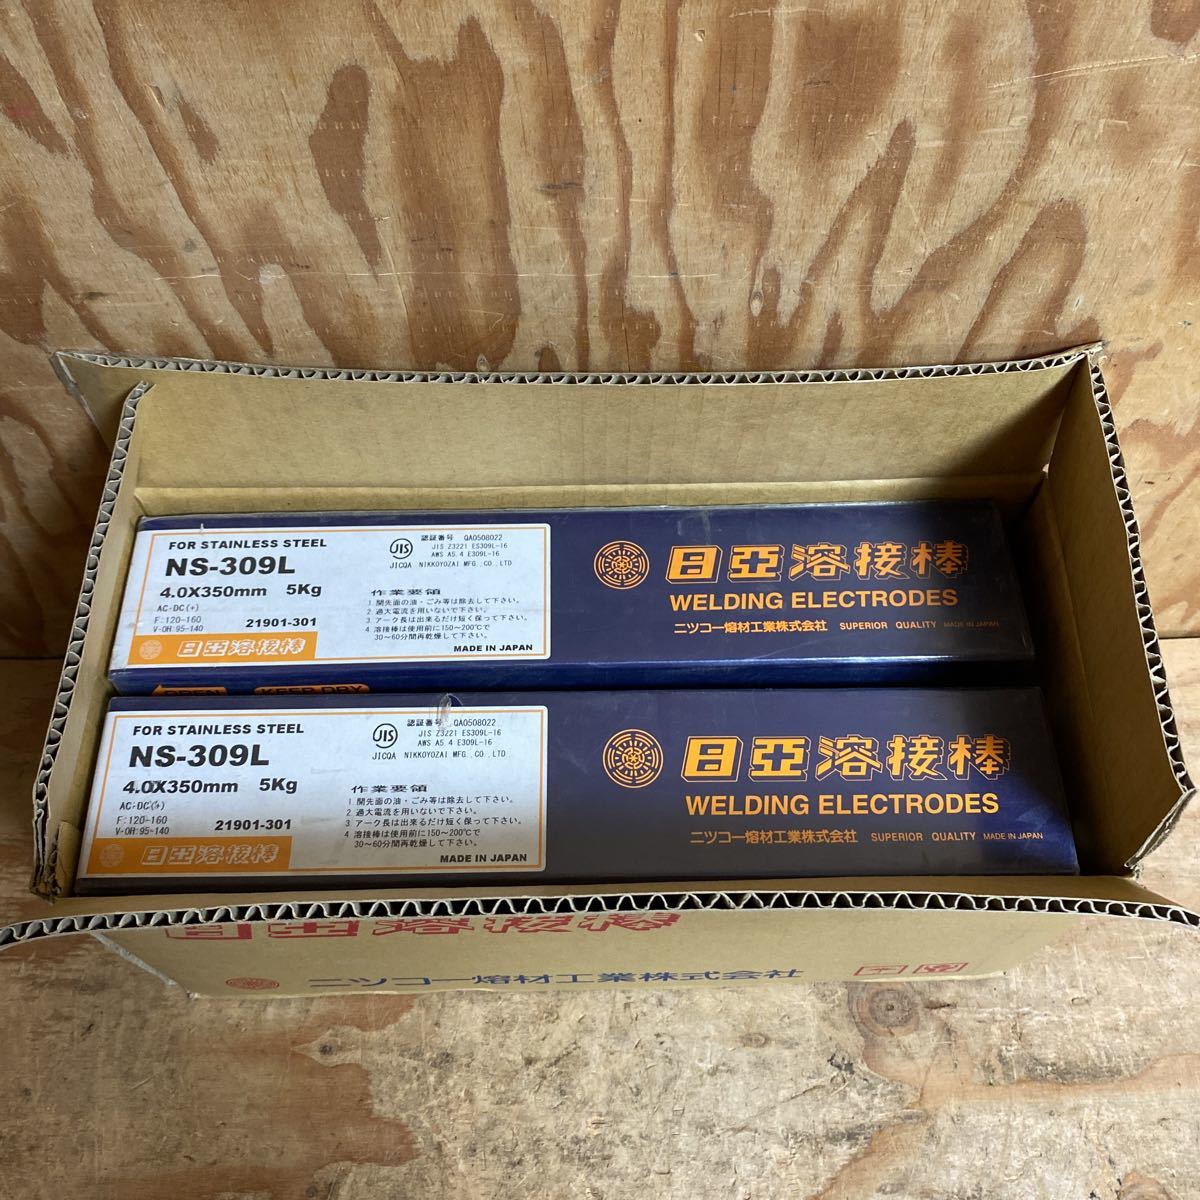 FOR STAINLESS STEEL
NS-309L
4.0X350mm 5Kg
AC-DC(+)
F:120-160
V-OH:95-140
21901-301
日亞溶接棒
JIS
認証番号 QA0508022
JIS Z3221 ES309L-16
AWS A5.4 E309L-16
JICQA NIKKOYOZAI MFG.,CO.,LTD
作業要領
1.開先面の油・ごみ等は除去して下さい。
2.過大電流を用いないで下さい。
3.アーク長は出来るだけ短く保って下さい。
4.溶接棒は使用前に150~200℃で
30~60分間再乾燥して下さい。
MADE IN JAPAN
日亞溶接棒
WELDING ELECTRODES
ニツコー熔材工業株式会社 SUPERIOR QUALITY MADE IN JAPAN
OPEN KEEP DRY
FOR STAINLESS STEEL
NS-309L
4.0X350mm 5Kg
AC-DC(+)
F:120-160
V-OH:95-140
21901-301
日亞溶接棒
JIS
認証番号 QA0508022
JIS Z3221 ES309L-16
AWS A5.4 E309L-16
JICQA NIKKOYOZAI MFG.,CO.,LTD
作業要領
1.開先面の油・ごみ等は除去して下さい。
2.過大電流を用いないで下さい。
3.アーク長は出来るだけ短く保って下さい。
4.溶接棒は使用前に150~200℃で
30~60分間再乾燥して下さい。
MADE IN JAPAN
日亞溶接棒
WELDING ELECTRODES
ニツコー熔材工業株式会社 SUPERIOR QUALITY MADE IN JAPAN
日亞溶接棒
ニツコー熔材工業株式会社